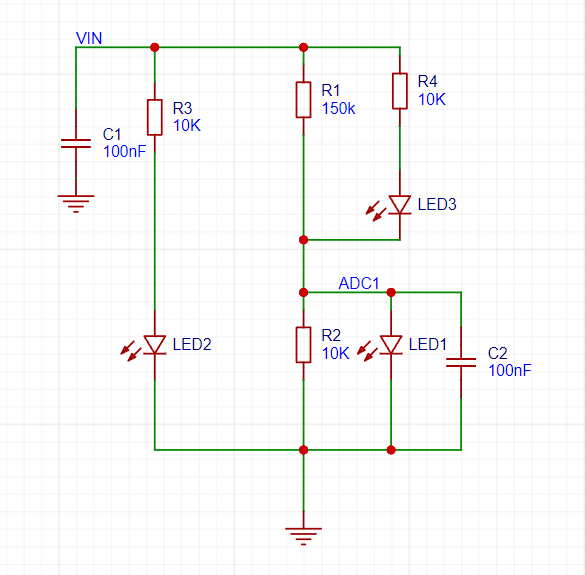 VIN
R3
10K
R1
150k
R4
10K
C1
100nF
LED3
ADC1
LED2
R2
10K
LED1
C2
100nF